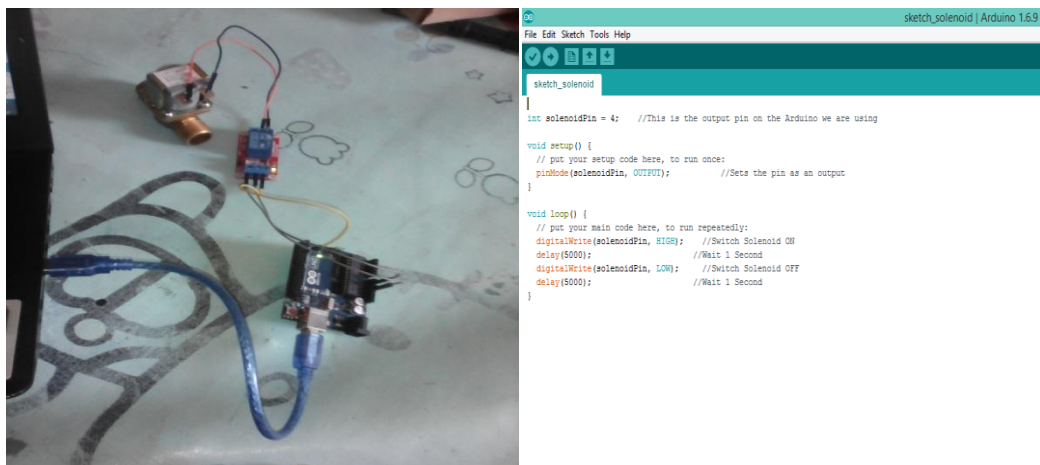 sketch_solenoid | Arduino 1.6.9
File Edit Sketch Tools Help
sketch_solenoid
int solenoidPin = 4;    //This is the output pin on the Arduino we are using
void setup() {
  // put your setup code here, to run once:
  pinMode(solenoidPin, OUTPUT);          //Sets the pin as an output
}
void loop() {
  // put your main code here, to run repeatedly:
  digitalWrite(solenoidPin, HIGH);    //Switch Solenoid ON
  delay(5000);                      //Wait 1 Second
  digitalWrite(solenoidPin, LOW);    //Switch Solenoid OFF
  delay(5000);                      //Wait 1 Second
}